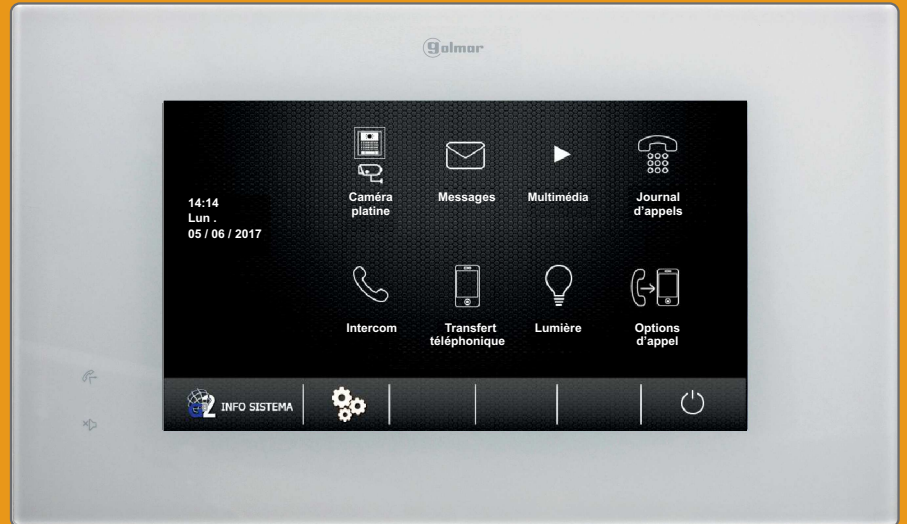 golmar
14:14
Lun .
05 / 06 / 2017
Caméra
platine
Messages
Multimédia
Journal
d'appels
Intercom
Transfert
téléphonique
Lumière
Options
d'appel
G2 INFO SISTEMA